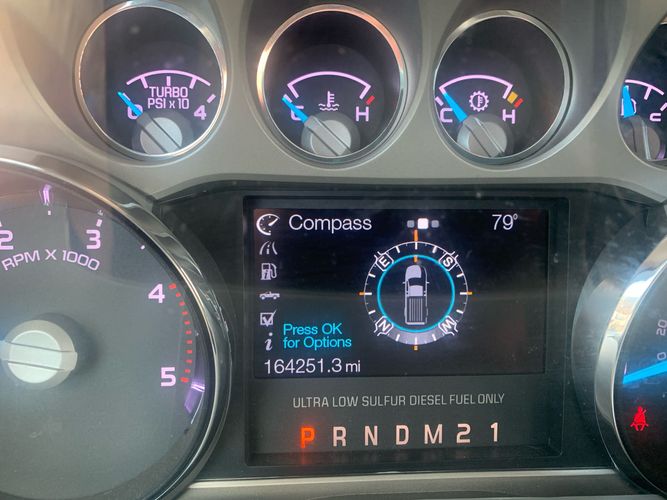 TURBO
PSI x 10
0 4
C H
C H
Compass 79°
E S
N W
Press OK
for Options
i
164251.3 mi
2 3 4 5
RPM X 1000
20
ULTRA LOW SULFUR DIESEL FUEL ONLY
P R N D M 2 1